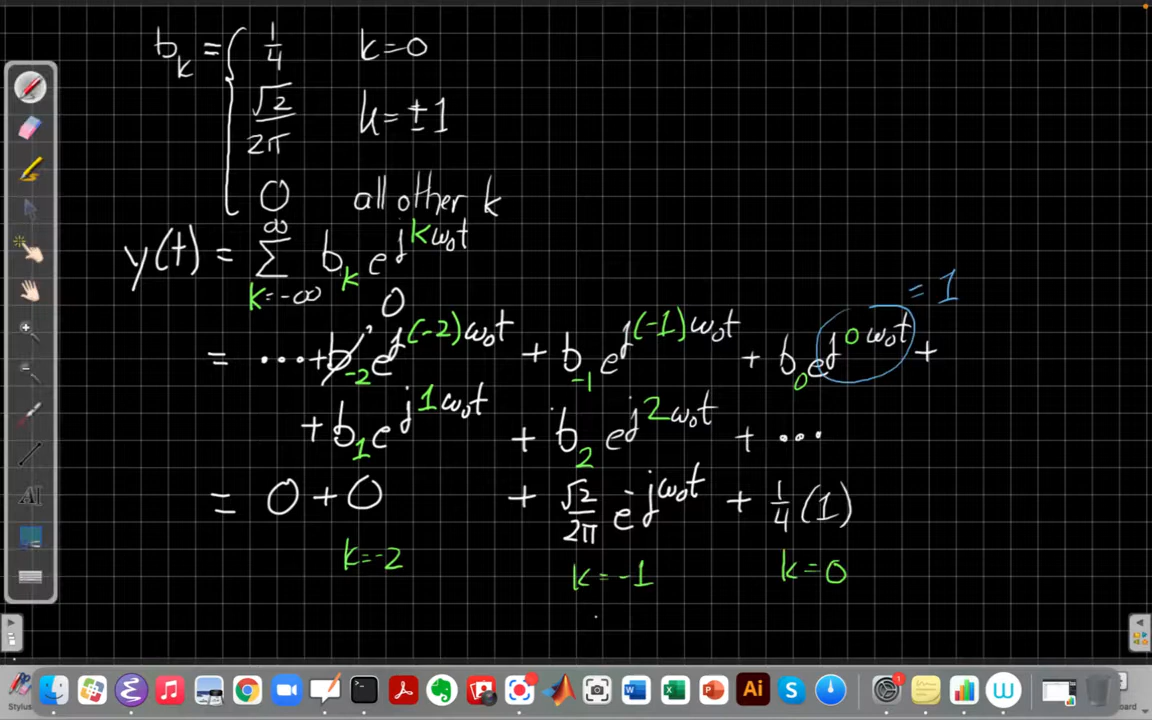 b_k = { 1/4   k=0
√2/2π   k=±1
0   all other k
y(t) = ∑_{k=-∞}^{∞} b_k e^{jkω₀t}
0
= 1
= ···+ b_{-2} e^{j(-2)ω₀t} + b_{-1} e^{j(-1)ω₀t} + b_0 e^{j0ω₀t} +
+ b_1 e^{j1ω₀t} + b_2 e^{j2ω₀t} + ···
= 0 + 0 + √2/2π e^{-jω₀t} + 1/4 (1)
k=-2   k=-1   k=0